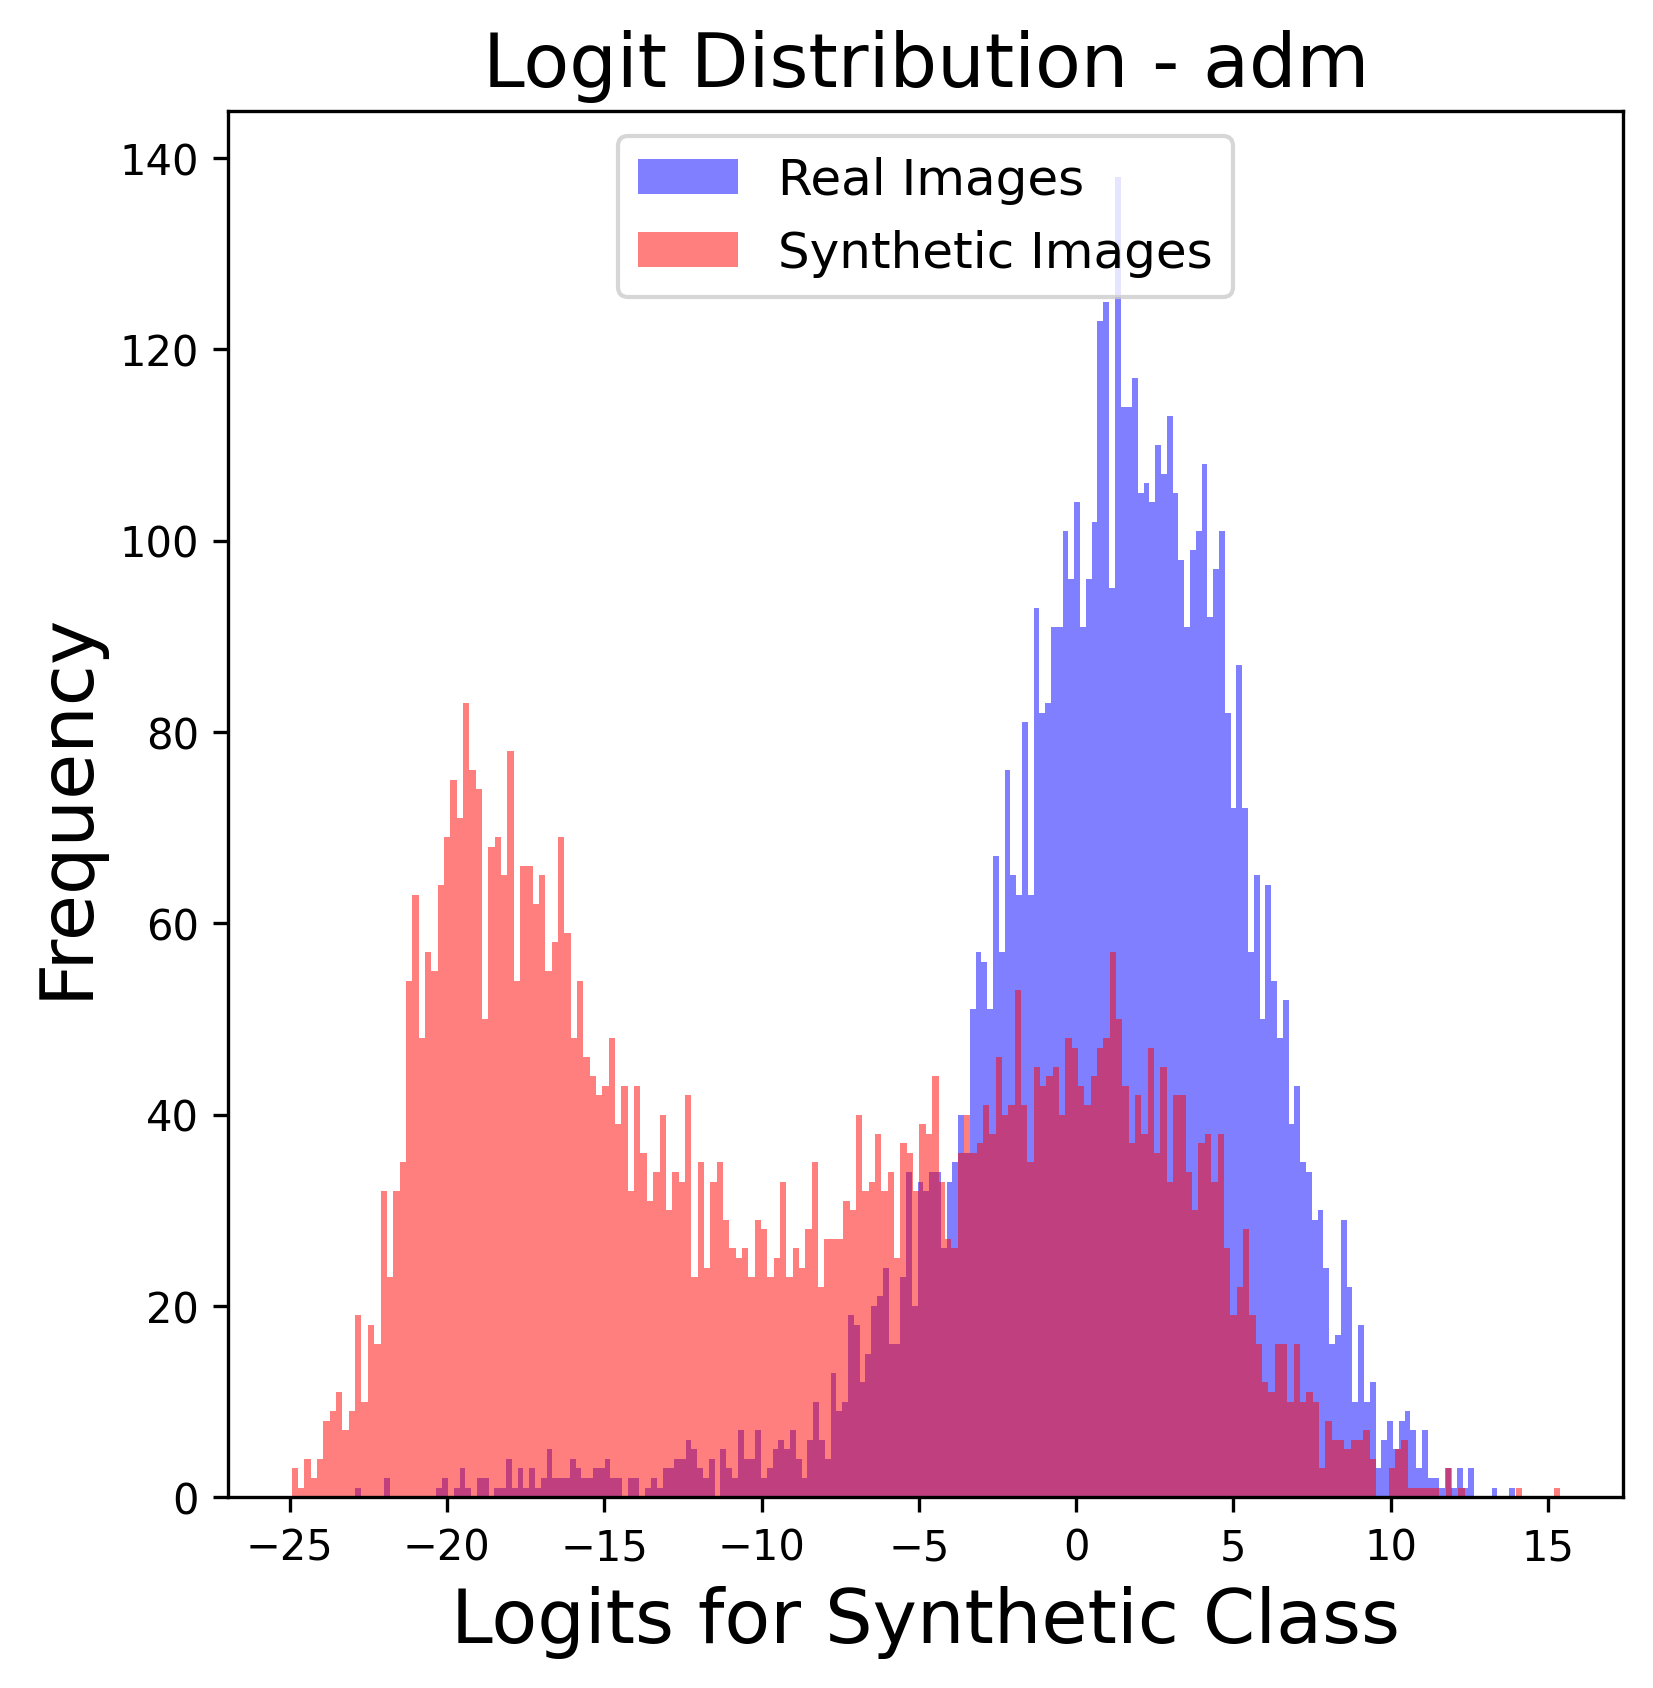 Logit Distribution - adm
Real Images
Synthetic Images
Frequency
140
120
100
80
60
40
20
0
−25 −20 −15 −10 −5 0 5 10 15
Logits for Synthetic Class